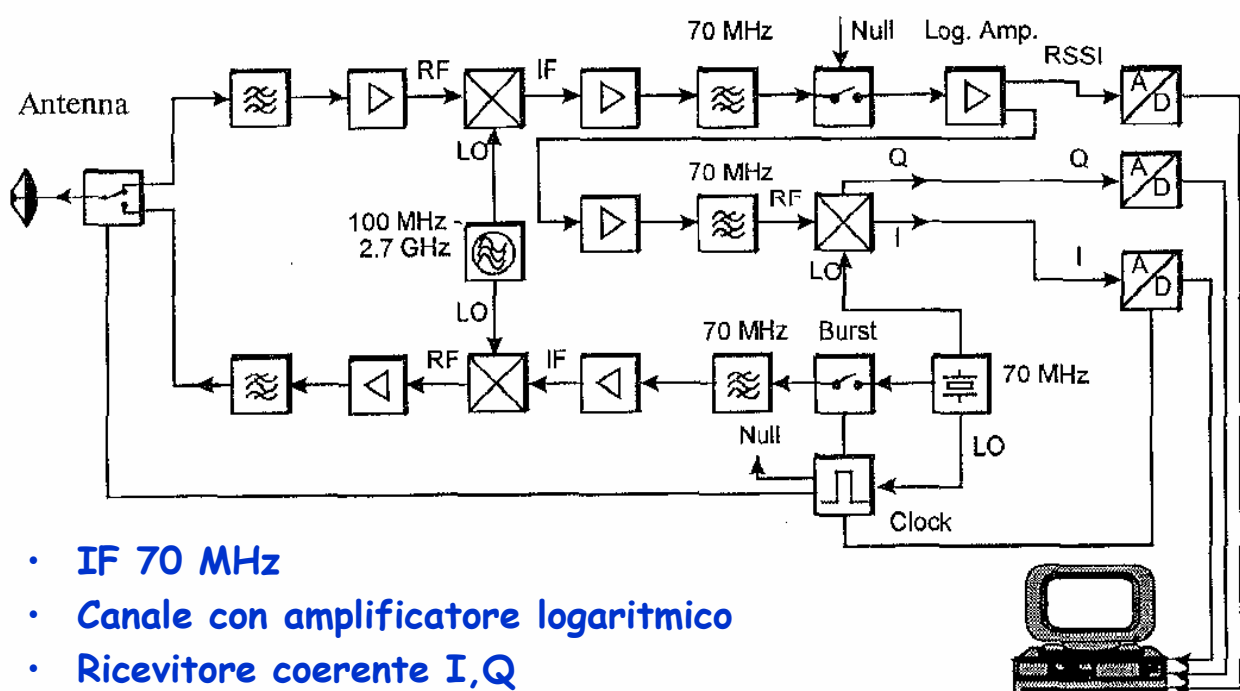 70 MHz
Null
Log. Amp.
RSSI
RF
IF
A
D
Antenna
LO
Q
Q
A
D
70 MHz
RF
100 MHz
2.7 GHz
I
I
A
D
LO
LO
70 MHz
Burst
RF
IF
70 MHz
Null
LO
Clock
• IF 70 MHz
• Canale con amplificatore logaritmico
• Ricevitore coerente I,Q